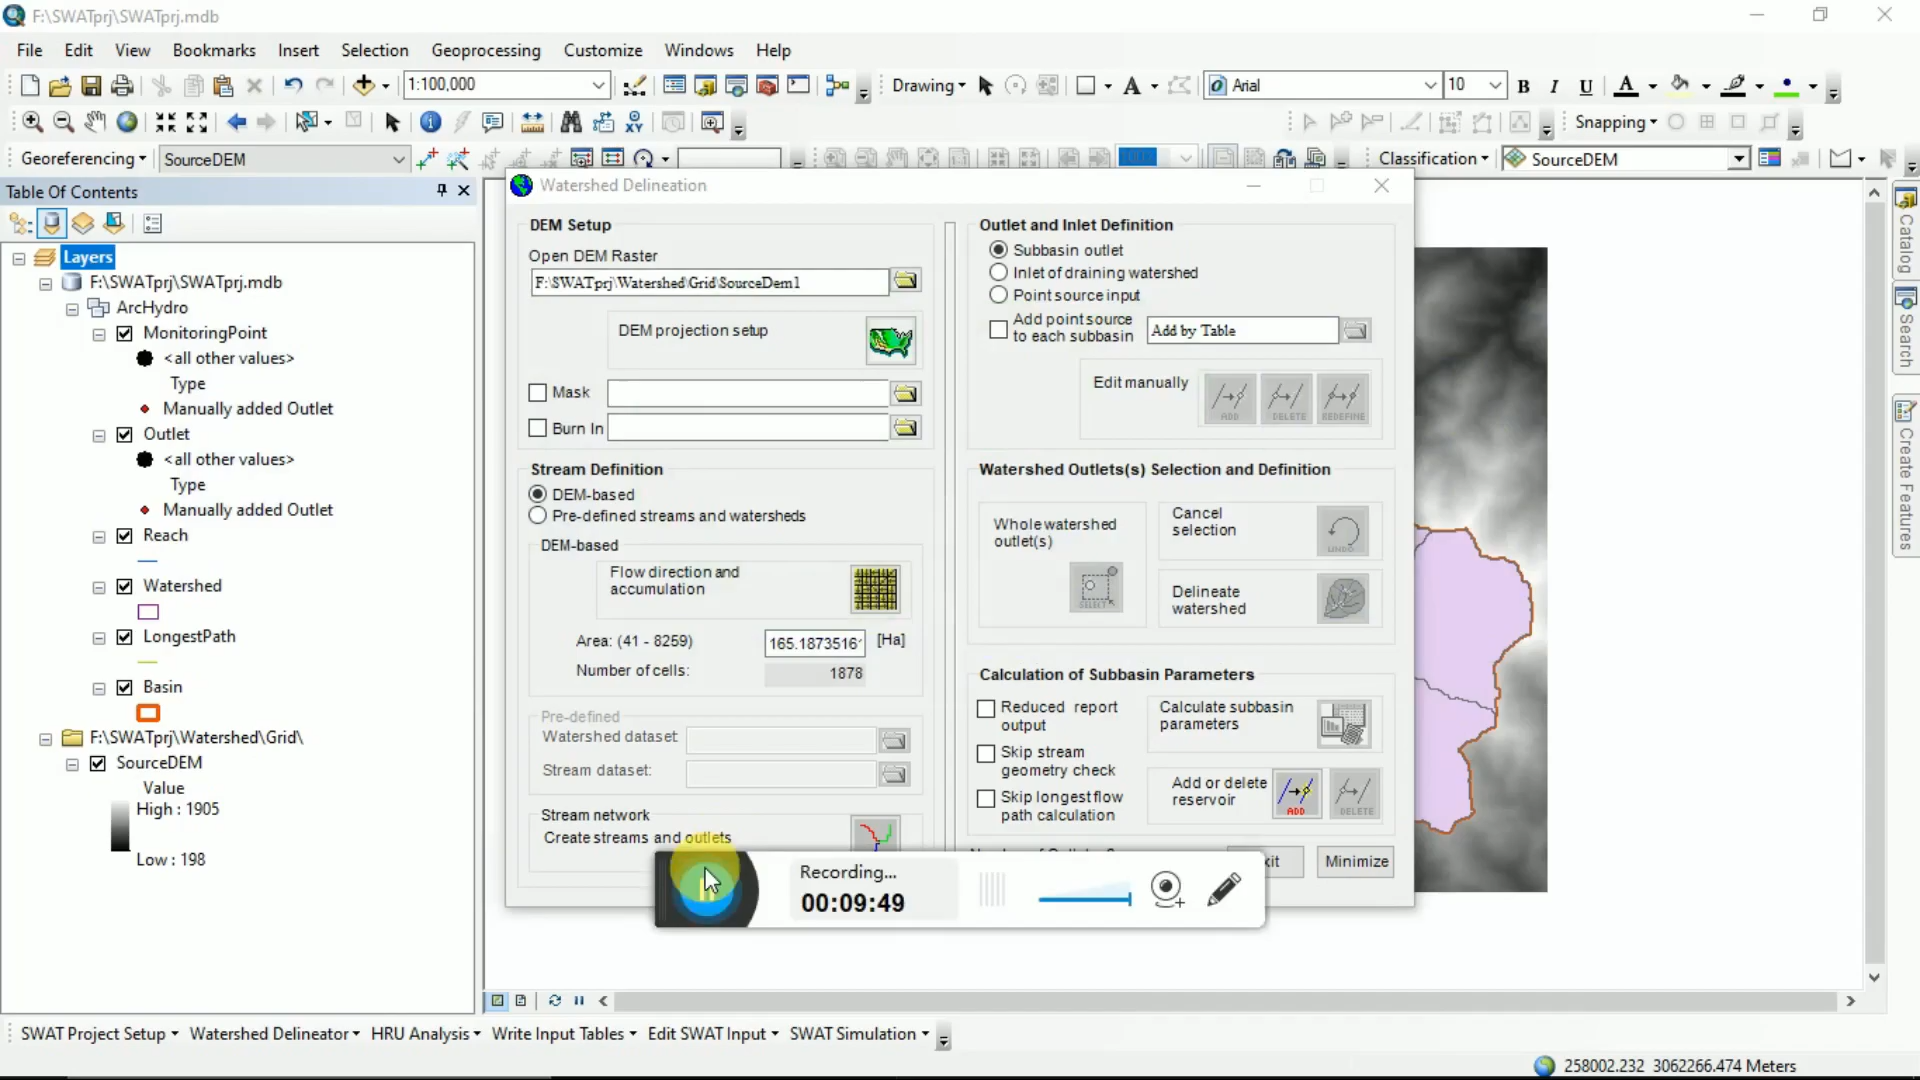 F:\SWATprj\SWATprj.mdb
File Edit View Bookmarks Insert Selection Geoprocessing Customize Windows Help
1:100,000
Drawing
Arial
10
B I U A
Georeferencing
SourceDEM
Snapping
Classification
SourceDEM
Table Of Contents
Layers
F:\SWATprj\SWATprj.mdb
ArcHydro
MonitoringPoint
<all other values>
Type
Manually added Outlet
Outlet
<all other values>
Type
Manually added Outlet
Reach
Watershed
LongestPath
Basin
F:\SWATprj\Watershed\Grid\
SourceDEM
Value
High : 1905
Low : 198
Watershed Delineation
DEM Setup
Open DEM Raster
F:\SWATprj\Watershed\Grid\SourceDem1
DEM projection setup
Mask
Burn In
Stream Definition
DEM-based
Pre-defined streams and watersheds
DEM-based
Flow direction and
accumulation
Area: (41 - 8259)
165.1873516
[Ha]
Number of cells:
1878
Pre-defined
Watershed dataset:
Stream dataset:
Stream network
Create streams and outlets
Outlet and Inlet Definition
Subbasin outlet
Inlet of draining watershed
Point source input
Add point source
to each subbasin
Add by Table
Edit manually
ADD
DELETE
REDEFINE
Watershed Outlets(s) Selection and Definition
Whole watershed
outlet(s)
SELECT
Cancel
selection
UNDO
Delineate
watershed
Calculation of Subbasin Parameters
Reduced report
output
Calculate subbasin
parameters
Skip stream
geometry check
Add or delete
reservoir
ADD
DELETE
Skip longest flow
path calculation
Minimize
Recording...
00:09:49
Catalog
Search
Create Features
SWAT Project Setup Watershed Delineator HRU Analysis Write Input Tables Edit SWAT Input SWAT Simulation
258002.232 3062266.474 Meters